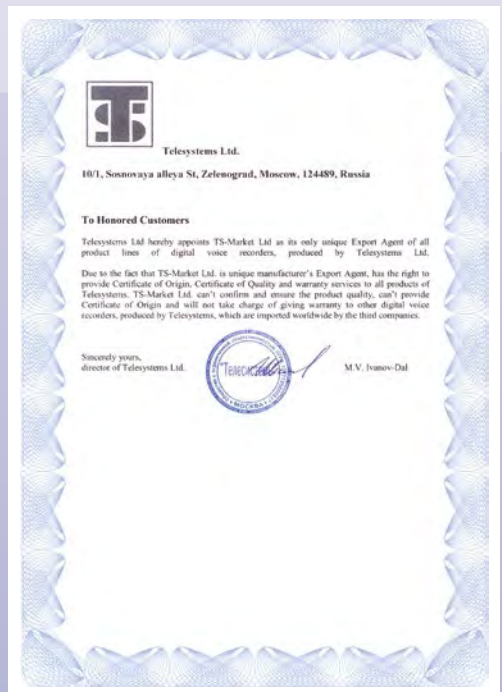 TS
Telesystems Ltd.
10/1, Sosnovaya alleya St, Zelenograd, Moscow, 124489, Russia
To Honored Customers
Telesystems Ltd hereby appoints TS-Market Ltd as its only unique Export Agent of all
product lines of digital voice recorders, produced by Telesystems Ltd.
Due to the fact that TS-Market Ltd. is unique manufacturer's Export Agent, has the right to
provide Certificate of Origin, Certificate of Quality and warranty services to all products of
Telesystems. TS-Market Ltd. can't confirm and ensure the product quality, can't provide
Certificate of Origin and will not take charge of giving warranty to other digital voice
recorders, produced by Telesystems, which are imported worldwide by the third companies.
Sincerely yours,
director of Telesystems Ltd.
M.V. Ivanov-Dal
МОСКВА